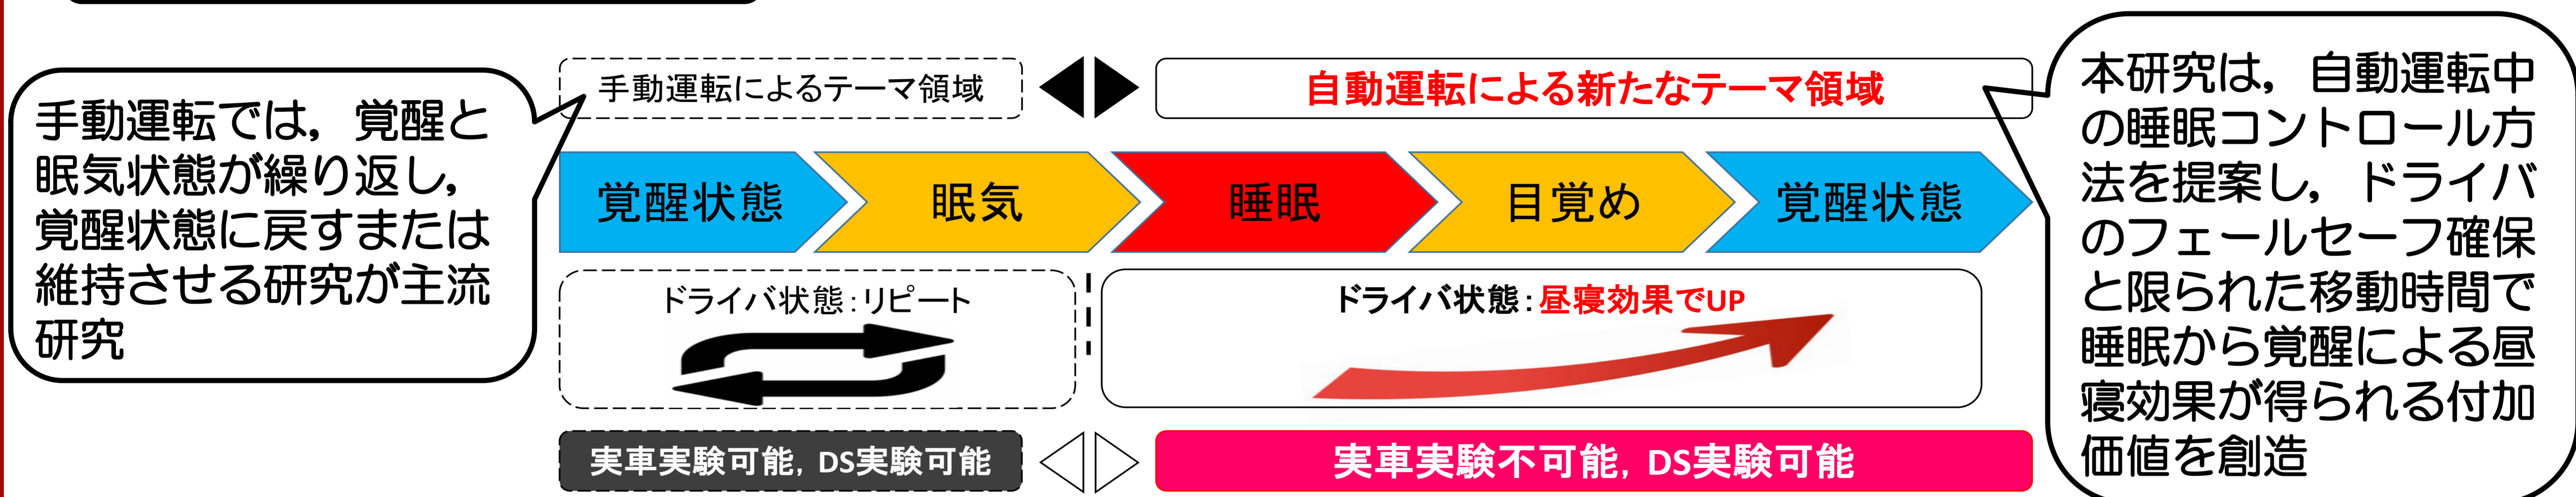 手動運転では，覚醒と
眠気状態が繰り返し，
覚醒状態に戻すまたは
維持させる研究が主流
研究
手動運転によるテーマ領域
自動運転による新たなテーマ領域
覚醒状態
眠気
睡眠
目覚め
覚醒状態
ドライバ状態：リピート
ドライバ状態：昼寝効果でUP
実車実験可能，DS実験可能
実車実験不可能，DS実験可能
本研究は，自動運転中
の睡眠コントロール方
法を提案し，ドライバ
のフェールセーフ確保
と限られた移動時間で
睡眠から覚醒による昼
寝効果が得られる付加
価値を創造